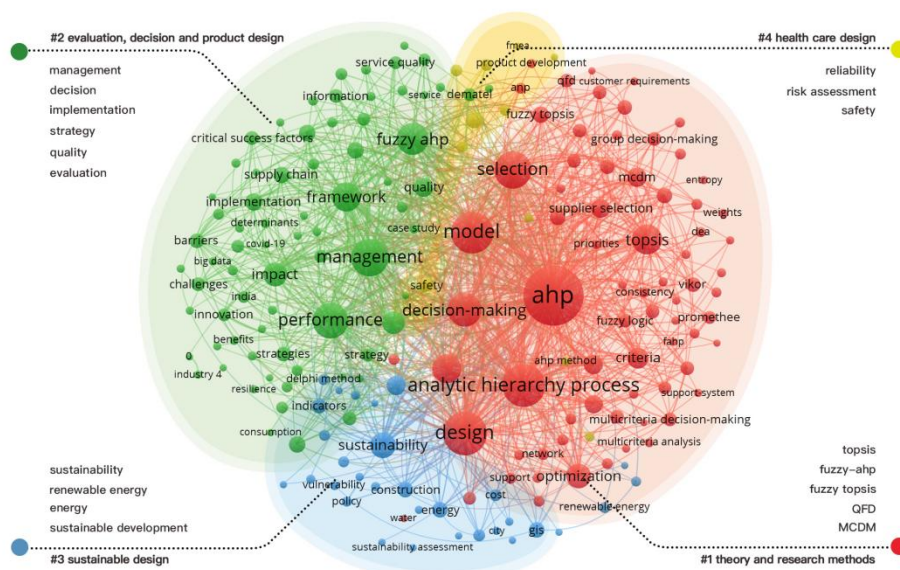 #2 evaluation, decision and product design
management
decision
implementation
strategy
quality
evaluation
#4 health care design
reliability
risk assessment
safety
fmea
service quality
product development
qfd
customer requirements
information
service
dematel
anp
fuzzy topsis
critical success factors
fuzzy ahp
group decision-making
supply chain
selection
mcdm
entropy
implementation
framework
quality
supplier selection
weights
determinants
case study
model
dea
barriers
covid-19
management
priorities
topsis
big data
impact
challenges
safety
ahp
consistency
vikor
india
innovation
performance
decision-making
fuzzy logic
promethee
benefits
fahp
strategies
strategy
ahp method
criteria
0
industry 4
resilience
delphi method
analytic hierarchy process
support-system
indicators
multicriteria decision-making
consumption
design
sustainability
multicriteria analysis
network
vulnerability
support
optimization
policy
construction
cost
renewable-energy
energy
water
city
gis
sustainability assessment
sustainability
renewable energy
energy
sustainable development
#3 sustainable design
topsis
fuzzy-ahp
fuzzy topsis
QFD
MCDM
#1 theory and research methods